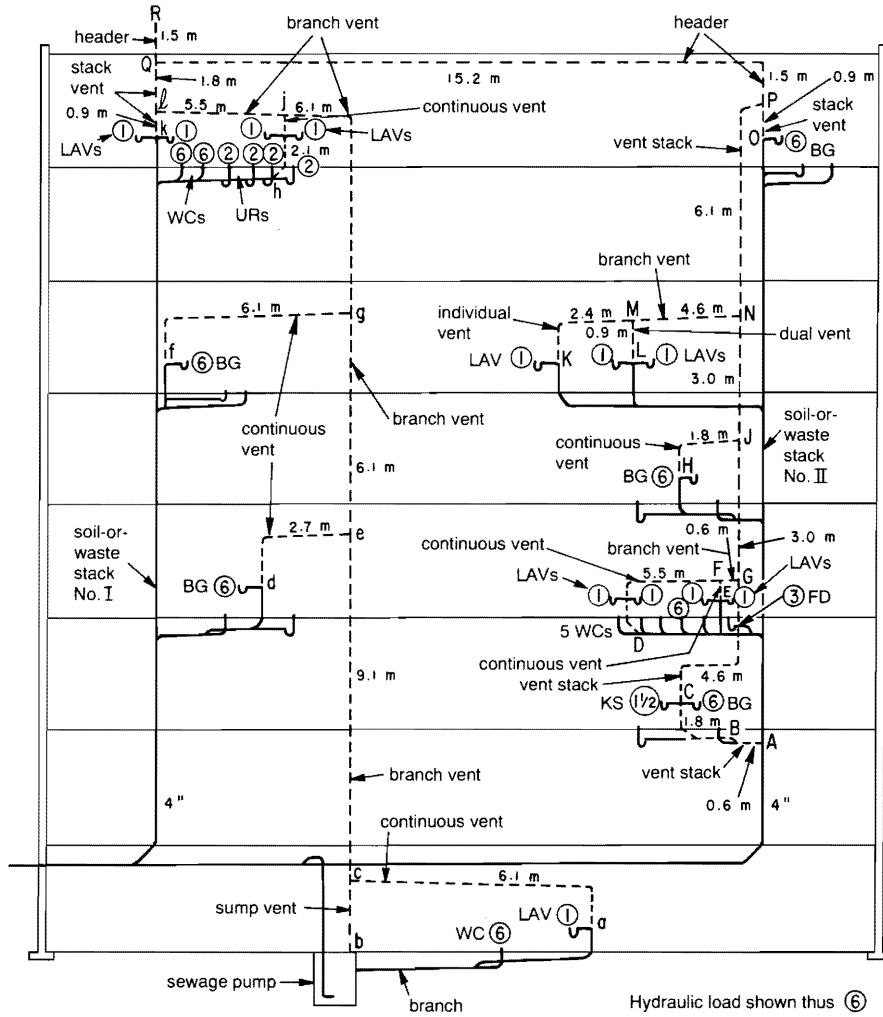 R
header
1.5 m
branch vent
header
Q
stack vent
1.8 m
15.2 m
1.5 m
0.9 m
P
l
5.5 m
j
6.1 m
continuous vent
stack vent
0.9 m
k
LAVs
1
1
1
1
LAVs
vent stack
O
6
BG
6
6
2
2
2
2.1 m
2
h
WCs
URs
6.1 m
branch vent
6.1 m
g
individual vent
2.4 m
M
4.6 m
N
0.9 m
dual vent
f
6
BG
LAV
1
K
1
L
1
LAVs
3.0 m
continuous vent
branch vent
1.8 m
J
soil-or-waste stack No. II
continuous vent
H
BG
6
6.1 m
soil-or-waste stack No. I
2.7 m
e
0.6 m
3.0 m
continuous vent
branch vent
BG
6
d
LAVs
5.5 m
F
G
LAVs
1
1
1
E
1
6
3
FD
5 WCs
D
continuous vent
vent stack
4.6 m
9.1 m
KS
1½
C
6
BG
1.8 m
B
A
vent stack
branch vent
0.6 m
4"
4"
continuous vent
c
6.1 m
sump vent
LAV
1
a
WC
6
b
sewage pump
branch
Hydraulic load shown thus 6